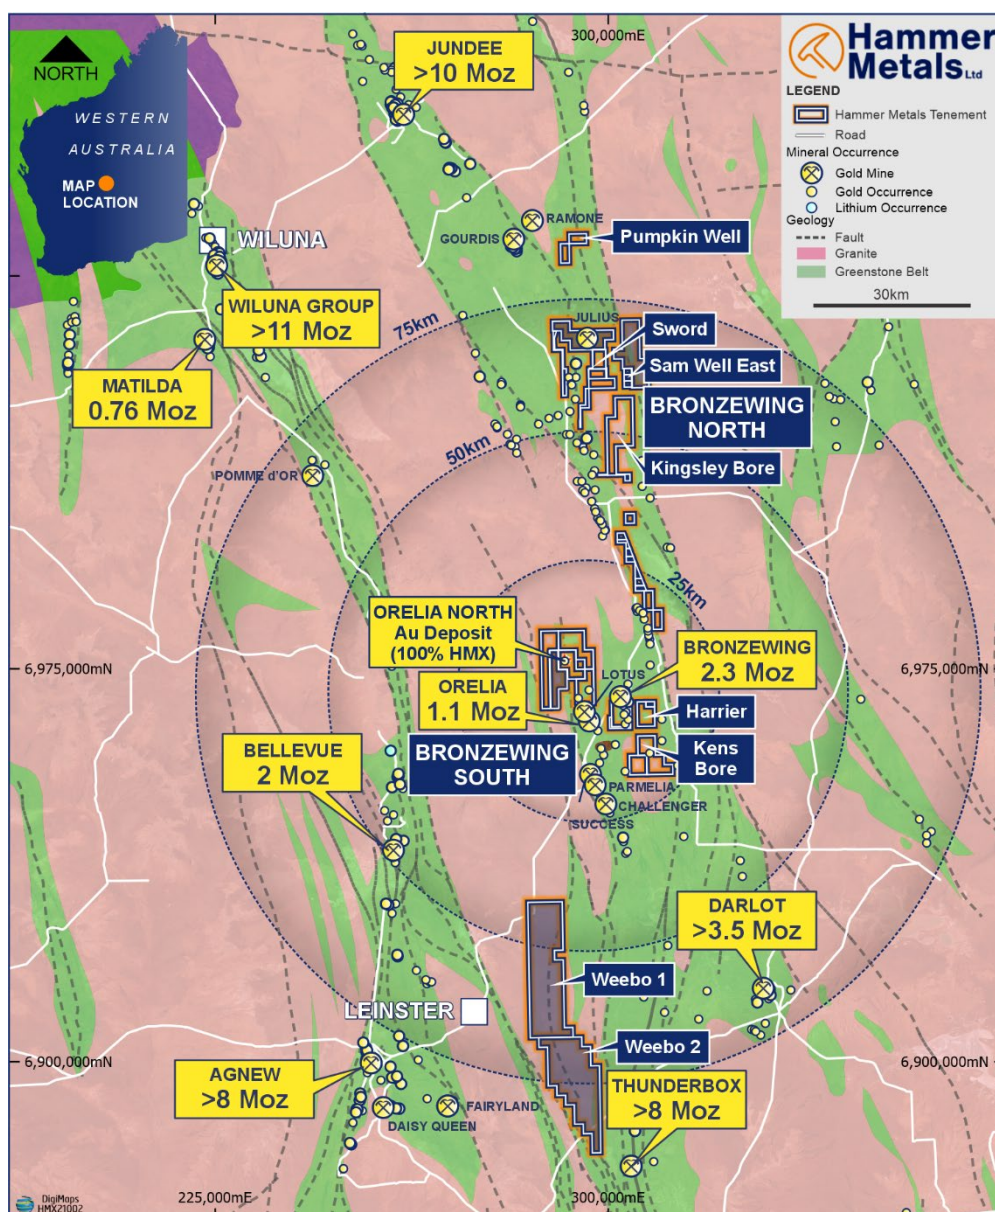 300,000mE
NORTH
WESTERN
AUSTRALIA
MAP
LOCATION
JUNDEE
>10 Moz
Hammer
Metals Ltd
LEGEND
Hammer Metals Tenement
Road
Mineral Occurrence
Gold Mine
Gold Occurrence
Lithium Occurrence
Geology
Fault
Granite
Greenstone Belt
30km
RAMONE
GOURDIS
Pumpkin Well
WILUNA
WILUNA GROUP
>11 Moz
MATILDA
0.76 Moz
75km
JULIUS
Sword
Sam Well East
BRONZEWING
NORTH
50km
Kingsley Bore
POMME d'OR
25km
ORELIA NORTH
Au Deposit
(100% HMX)
6,975,000mN
6,975,000mN
BRONZEWING
2.3 Moz
LOTUS
ORELIA
1.1 Moz
Harrier
BELLEVUE
2 Moz
BRONZEWING
SOUTH
Kens
Bore
PARMELIA
CHALLENGER
SUCCESS
DARLOT
>3.5 Moz
Weebo 1
LEINSTER
Weebo 2
6,900,000mN
6,900,000mN
AGNEW
>8 Moz
THUNDERBOX
>8 Moz
FAIRYLAND
DAISY QUEEN
DigiMaps
HMX21002
225,000mE
300,000mE